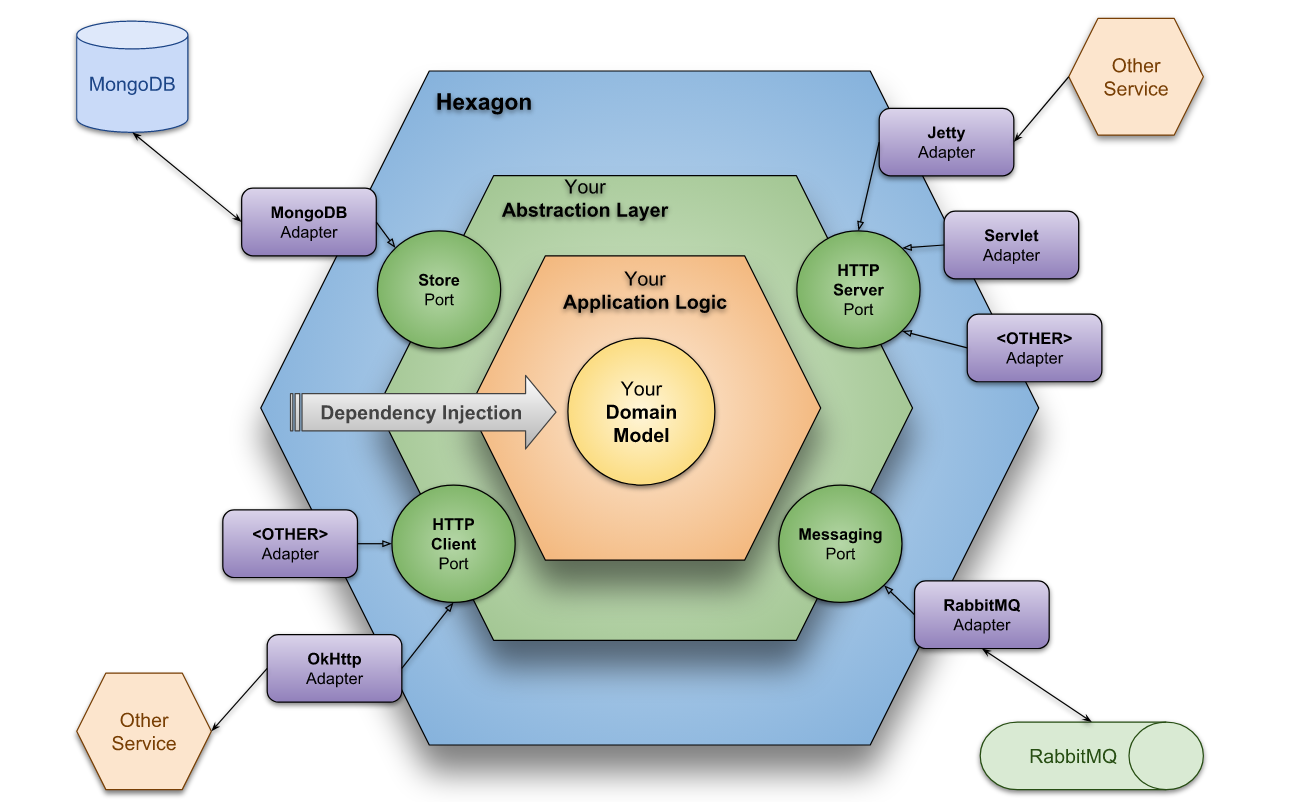 MongoDB
Other
Service
Hexagon
Jetty
Adapter
Your
Abstraction Layer
MongoDB
Adapter
Servlet
Adapter
Store
Port
Your
Application Logic
HTTP
Server
Port
<OTHER>
Adapter
Your
Domain
Model
Dependency Injection
<OTHER>
Adapter
HTTP
Client
Port
Messaging
Port
RabbitMQ
Adapter
OkHttp
Adapter
Other
Service
RabbitMQ